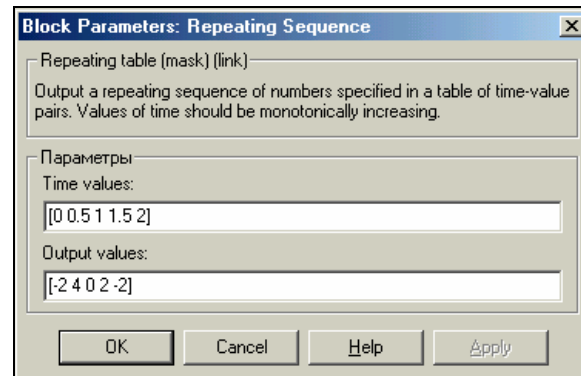 Block Parameters: Repeating Sequence
Repeating table (mask) (link)
Output a repeating sequence of numbers specified in a table of time-value
pairs. Values of time should be monotonically increasing.
Параметры
Time values:
[0 0.5 1 1.5 2]
Output values:
[-2 4 0 2 -2]
OK Cancel Help Apply